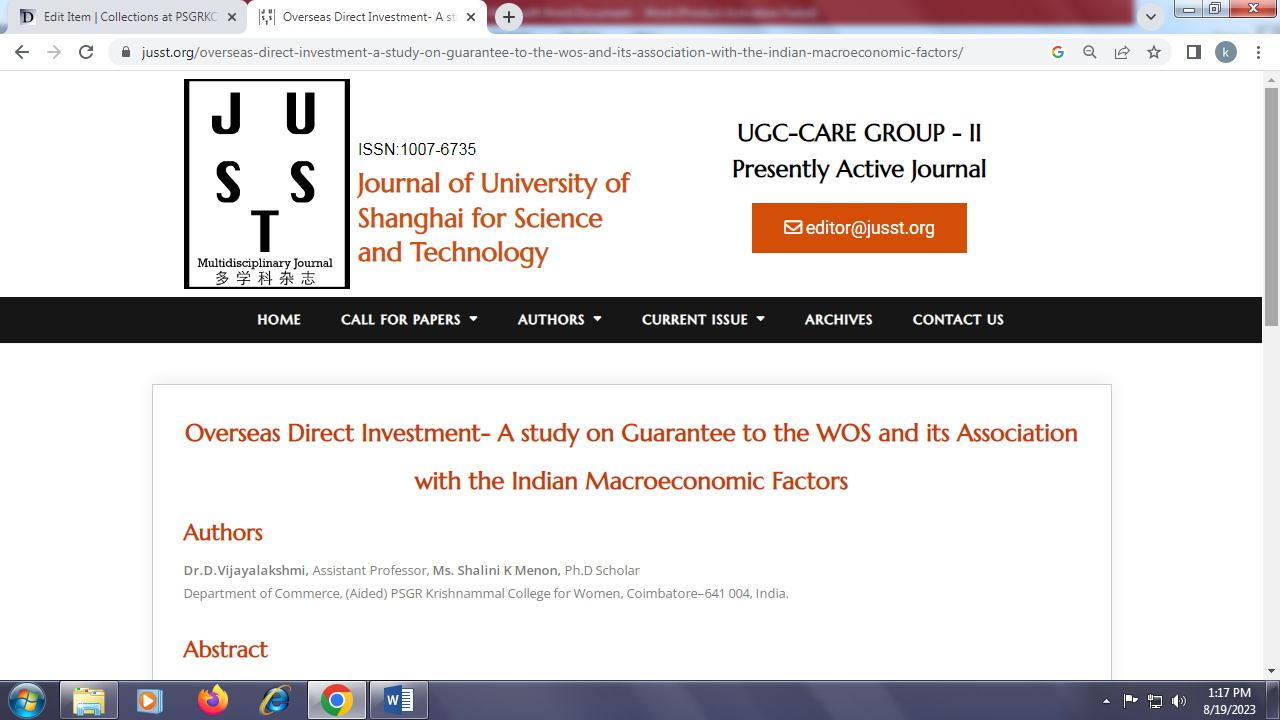 Edit Item | Collections at PSGRKC
Overseas Direct Investment- A st
jusst.org/overseas-direct-investment-a-study-on-guarantee-to-the-wos-and-its-association-with-the-indian-macroeconomic-factors/
k
J U
S S
T
Multidisciplinary Journal
多学科杂志
ISSN:1007-6735
Journal of University of
Shanghai for Science
and Technology
UGC-CARE GROUP - II
Presently Active Journal
editor@jusst.org
HOME CALL FOR PAPERS AUTHORS CURRENT ISSUE ARCHIVES CONTACT US
Overseas Direct Investment- A study on Guarantee to the WOS and its Association
with the Indian Macroeconomic Factors
Authors
Dr.D.Vijayalakshmi, Assistant Professor, Ms. Shalini K Menon, Ph.D Scholar
Department of Commerce, (Aided) PSGR Krishnammal College for Women, Coimbatore–641 004, India.
Abstract
1:17 PM
8/19/2023